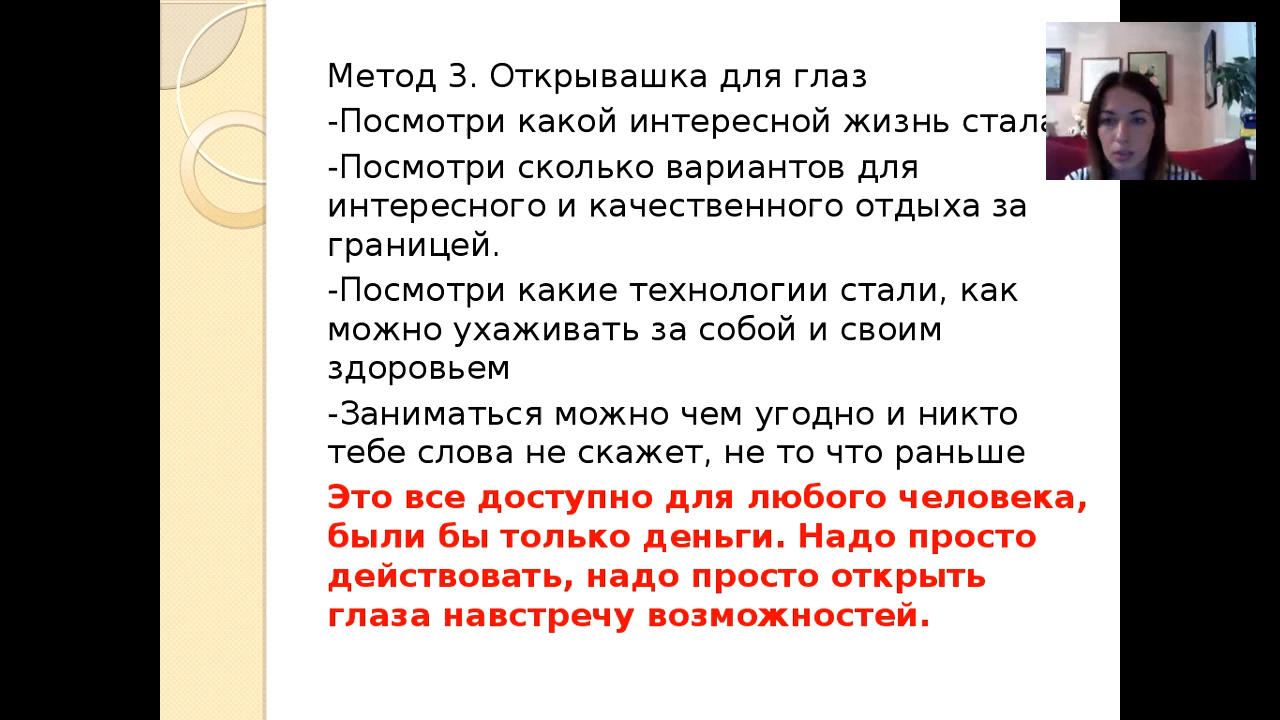 Метод 3. Открывашка для глаз
-Посмотри какой интересной жизнь стала
-Посмотри сколько вариантов для
интересного и качественного отдыха за
границей.
-Посмотри какие технологии стали, как
можно ухаживать за собой и своим
здоровьем
-Заниматься можно чем угодно и никто
тебе слова не скажет, не то что раньше
Это все доступно для любого человека,
были бы только деньги. Надо просто
действовать, надо просто открыть
глаза навстречу возможностей.